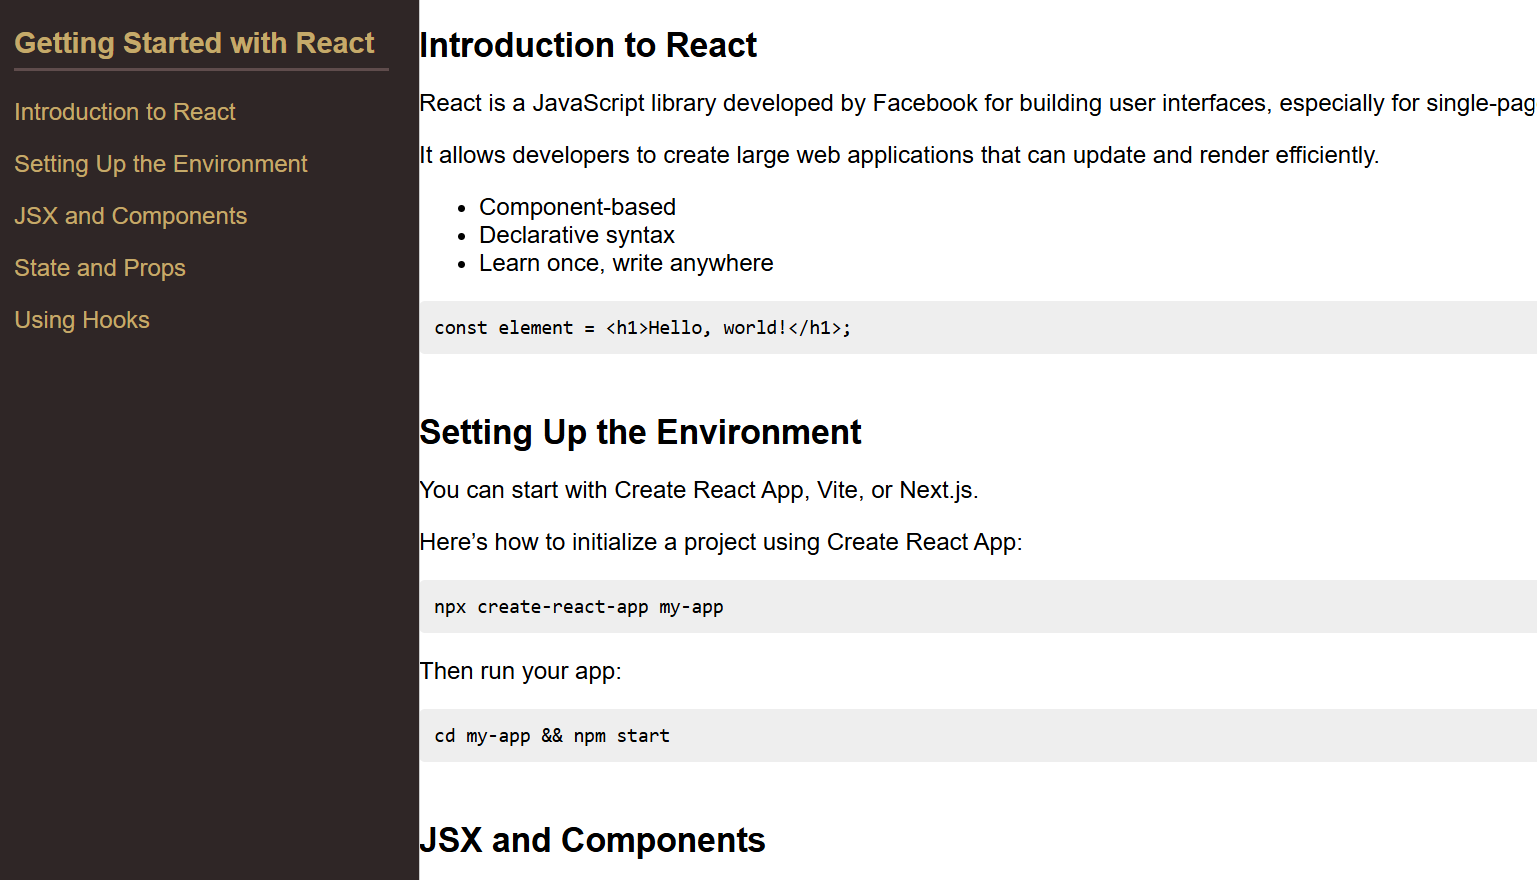 Getting Started with React
Introduction to React
Setting Up the Environment
JSX and Components
State and Props
Using Hooks
Introduction to React
React is a JavaScript library developed by Facebook for building user interfaces, especially for single-pag
It allows developers to create large web applications that can update and render efficiently.
• Component-based
• Declarative syntax
• Learn once, write anywhere
const element = <h1>Hello, world!</h1>;
Setting Up the Environment
You can start with Create React App, Vite, or Next.js.
Here’s how to initialize a project using Create React App:
npx create-react-app my-app
Then run your app:
cd my-app && npm start
JSX and Components